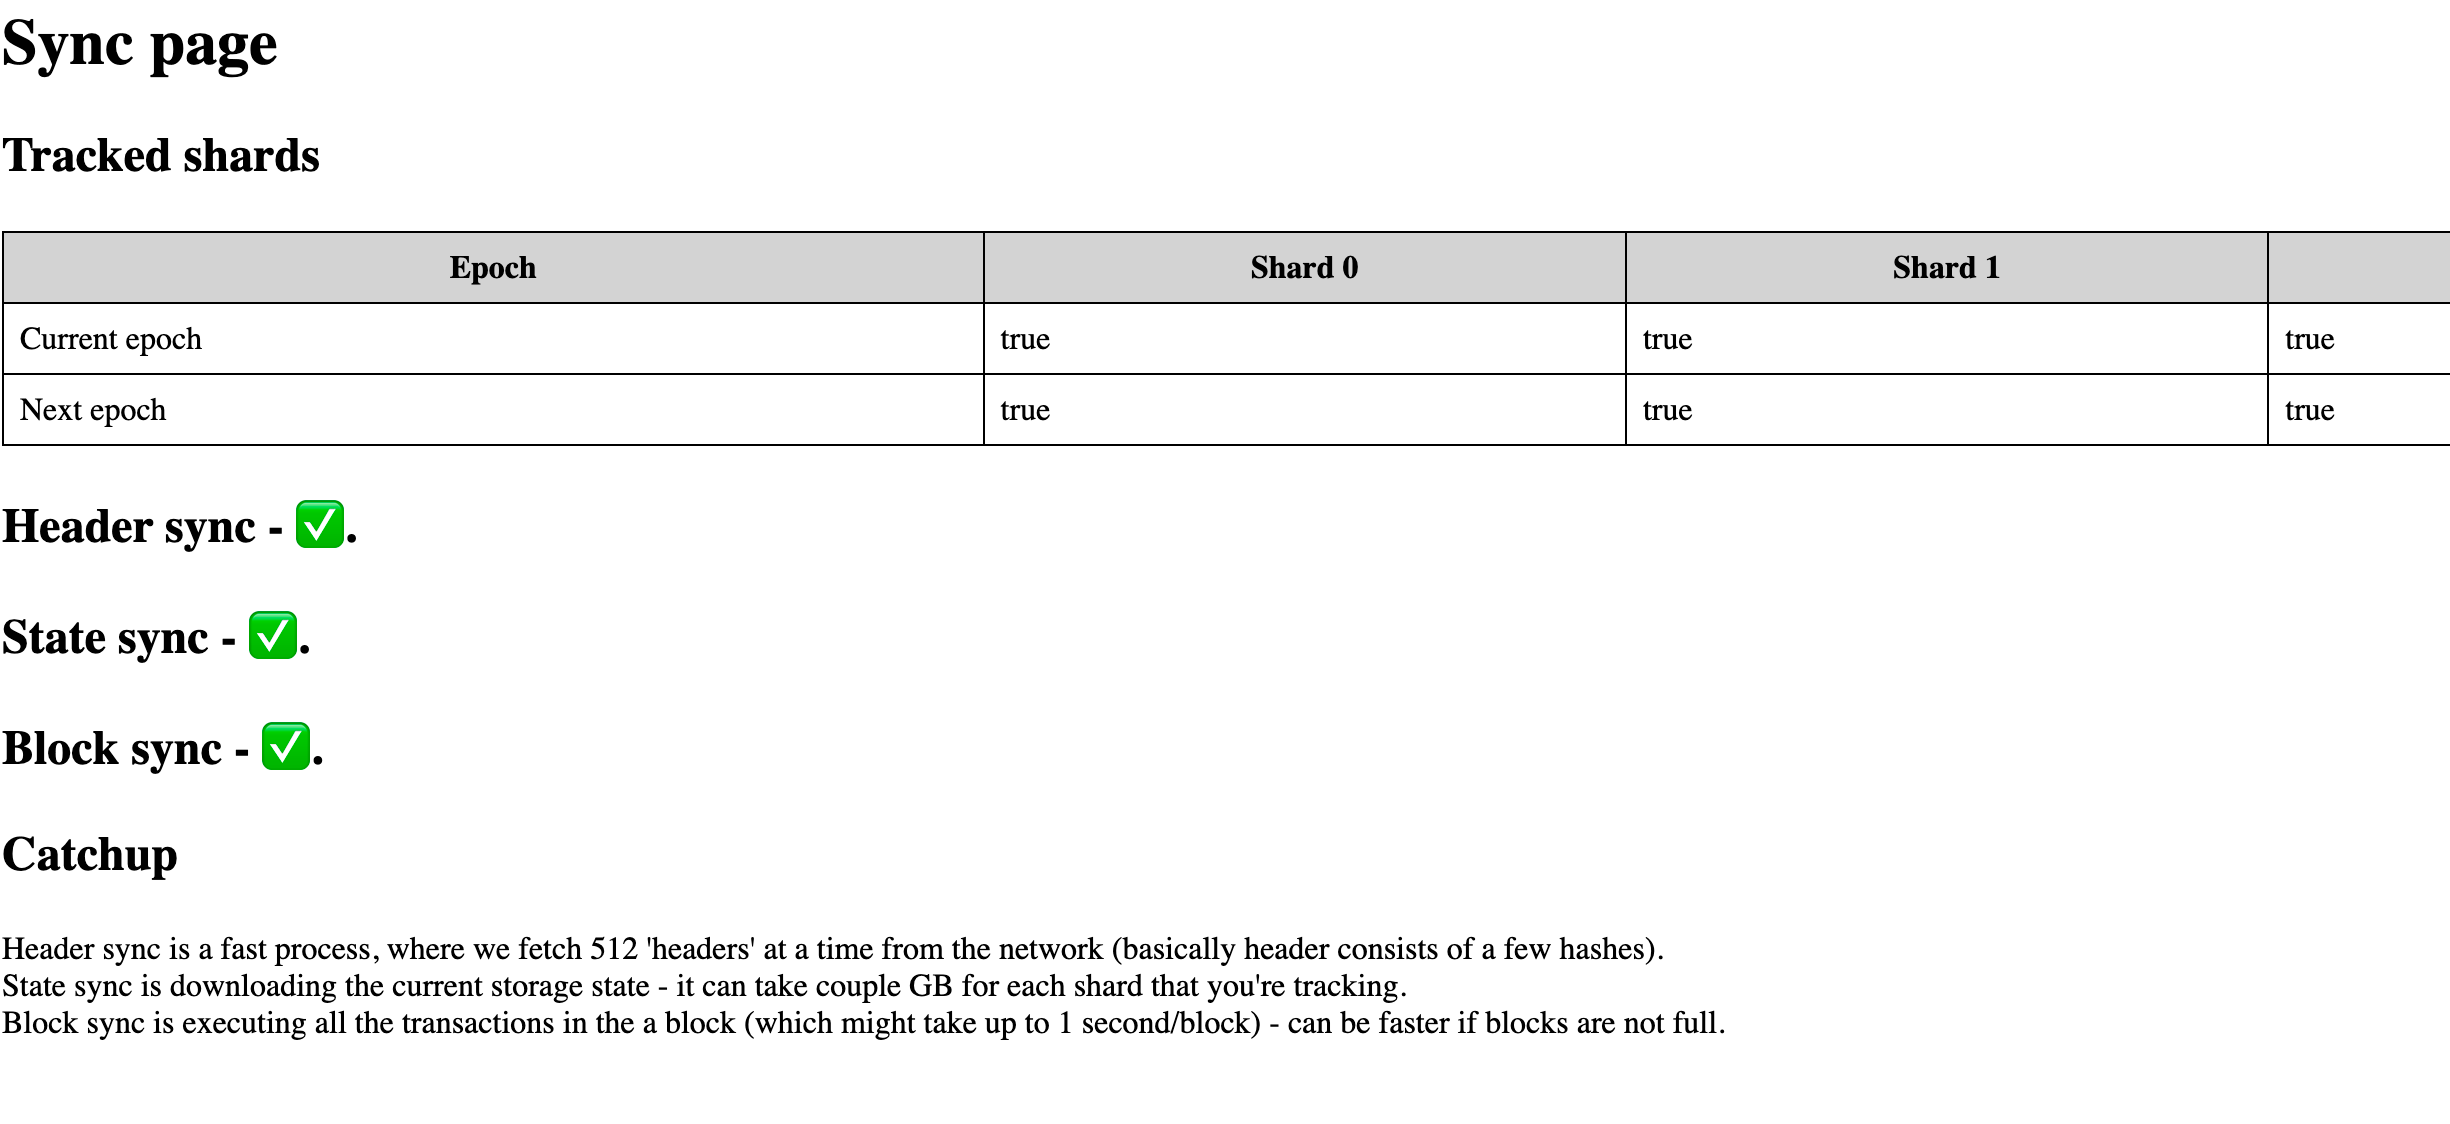 Sync page
Tracked shards
Epoch Shard 0 Shard 1
Current epoch true true true
Next epoch true true true
Header sync - ✅.
State sync - ✅.
Block sync - ✅.
Catchup
Header sync is a fast process, where we fetch 512 'headers' at a time from the network (basically header consists of a few hashes).
State sync is downloading the current storage state - it can take couple GB for each shard that you're tracking.
Block sync is executing all the transactions in the a block (which might take up to 1 second/block) - can be faster if blocks are not full.